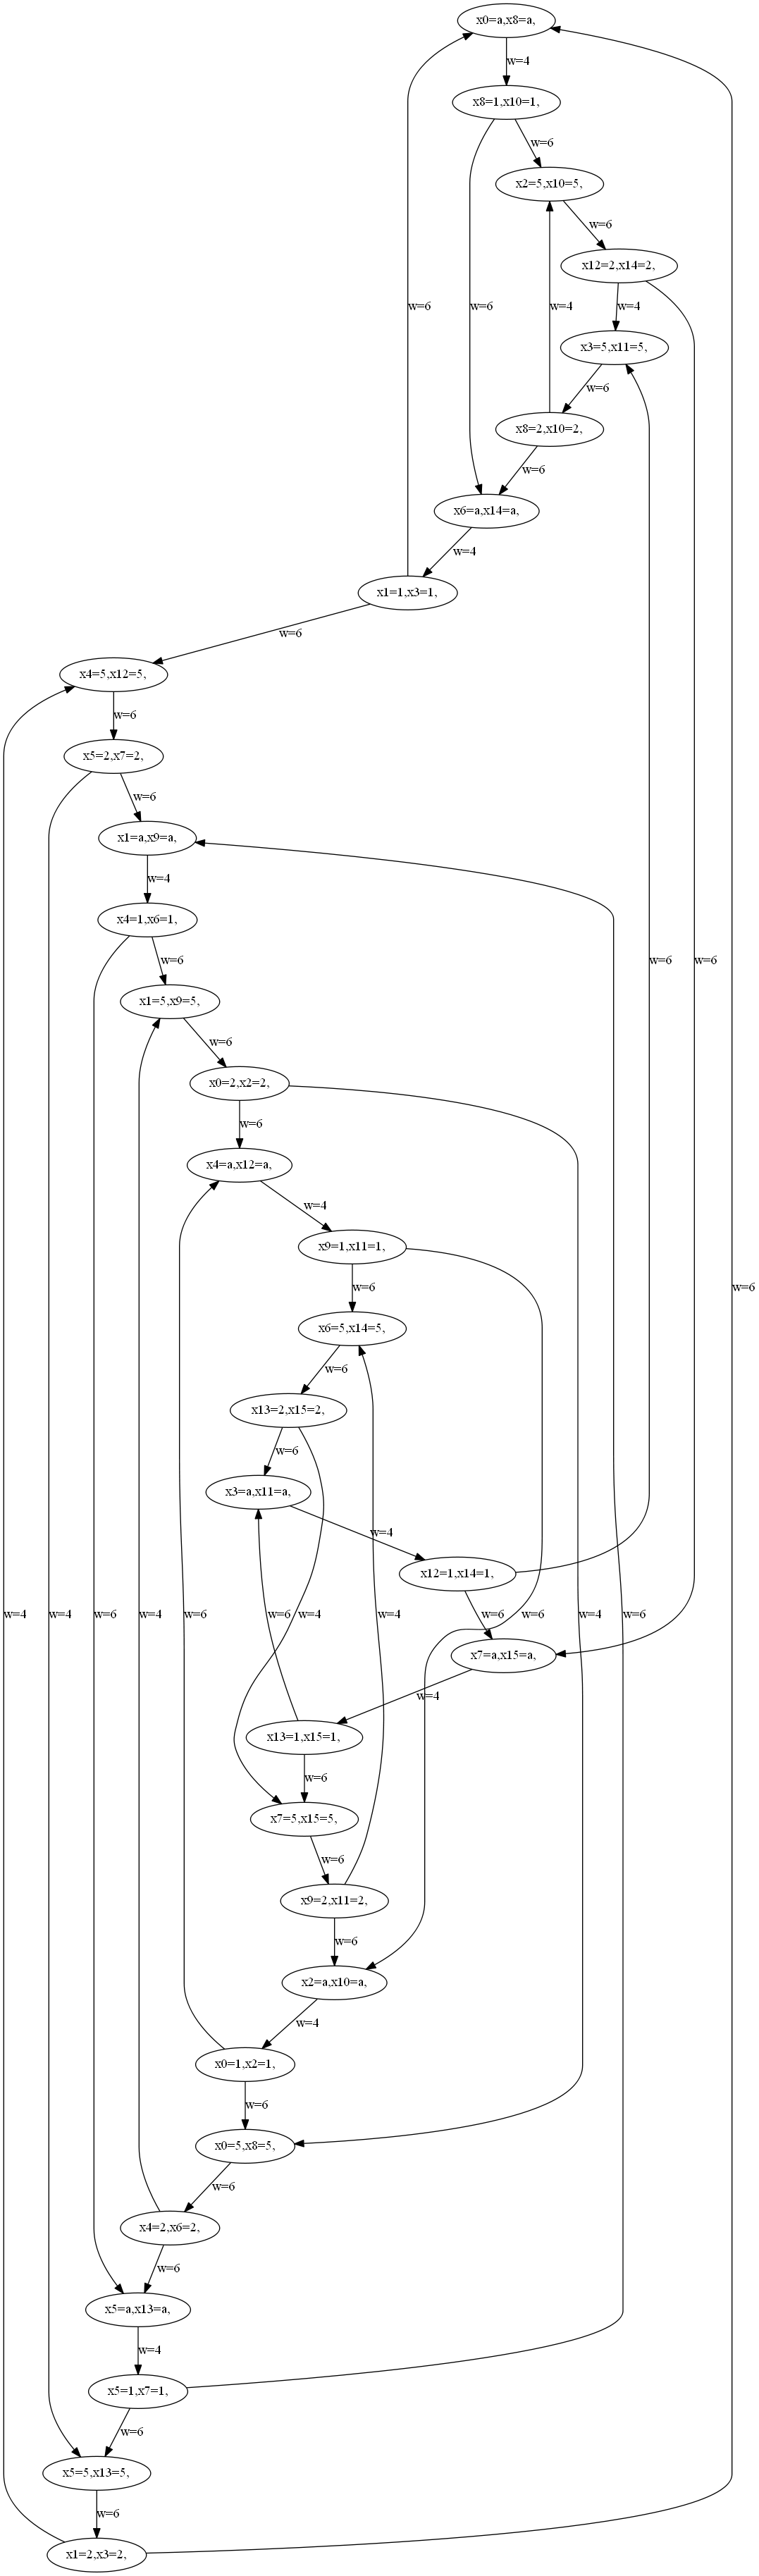 x0=a,x8=a,
w=4
x8=1,x10=1,
w=6
x2=5,x10=5,
w=6
x12=2,x14=2,
w=6
w=6
w=4
w=4
x3=5,x11=5,
w=6
x8=2,x10=2,
w=6
x6=a,x14=a,
w=4
x1=1,x3=1,
w=6
x4=5,x12=5,
w=6
x5=2,x7=2,
w=6
x1=a,x9=a,
w=4
x4=1,x6=1,
w=6
w=6
w=6
x1=5,x9=5,
w=6
x0=2,x2=2,
w=6
x4=a,x12=a,
w=4
x9=1,x11=1,
w=6
w=6
x6=5,x14=5,
w=6
x13=2,x15=2,
w=6
x3=a,x11=a,
w=4
x12=1,x14=1,
w=4
w=4
w=6
w=4
w=6
w=6
w=4
w=4
w=6
w=6
w=4
w=6
x7=a,x15=a,
w=4
x13=1,x15=1,
w=6
x7=5,x15=5,
w=6
x9=2,x11=2,
w=6
x2=a,x10=a,
w=4
x0=1,x2=1,
w=6
x0=5,x8=5,
w=6
x4=2,x6=2,
w=6
x5=a,x13=a,
w=4
x5=1,x7=1,
w=6
x5=5,x13=5,
w=6
x1=2,x3=2,